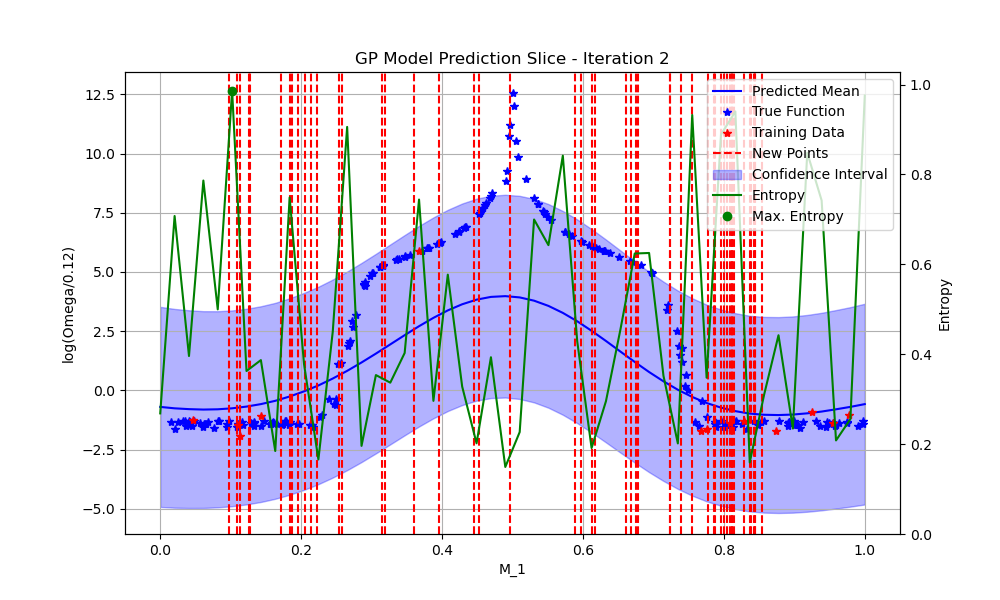 GP Model Prediction Slice - Iteration 2
12.5
10.0
7.5
5.0
2.5
0.0
−2.5
−5.0
log(Omega/0.12)
Predicted Mean
True Function
Training Data
New Points
Confidence Interval
Entropy
Max. Entropy
1.0
0.8
0.6
0.4
0.2
0.0
Entropy
0.0
0.2
0.4
0.6
0.8
1.0
M_1